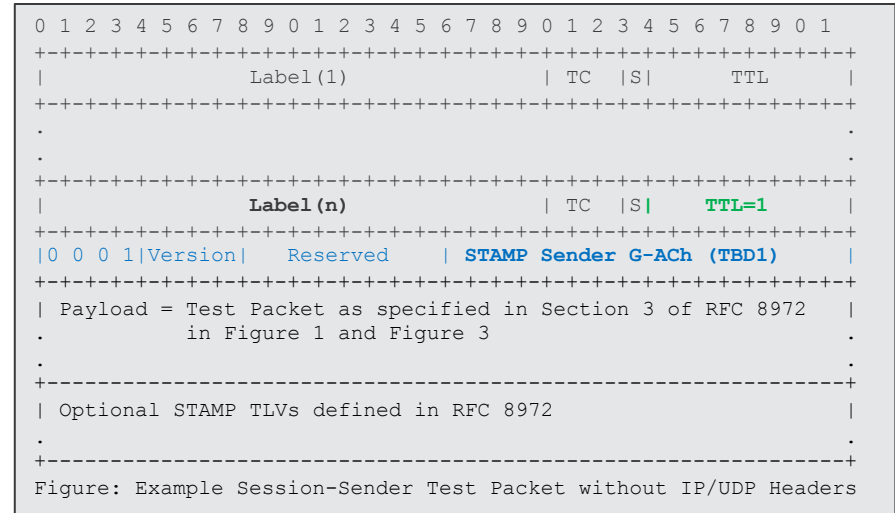 0 1 2 3 4 5 6 7 8 9 0 1 2 3 4 5 6 7 8 9 0 1 2 3 4 5 6 7 8 9 0 1
+-+-+-+-+-+-+-+-+-+-+-+-+-+-+-+-+-+-+-+-+-+-+-+-+-+-+-+-+-+-+-+-+
|                Label(1)               | TC  |S|      TTL      |
+-+-+-+-+-+-+-+-+-+-+-+-+-+-+-+-+-+-+-+-+-+-+-+-+-+-+-+-+-+-+-+-+
.                                                               .
.                                                               .
+-+-+-+-+-+-+-+-+-+-+-+-+-+-+-+-+-+-+-+-+-+-+-+-+-+-+-+-+-+-+-+-+
|                Label(n)               | TC  |S|    TTL=1      |
+-+-+-+-+-+-+-+-+-+-+-+-+-+-+-+-+-+-+-+-+-+-+-+-+-+-+-+-+-+-+-+-+
|0 0 0 1|Version|   Reserved    | STAMP Sender G-ACh (TBD1)     |
+-+-+-+-+-+-+-+-+-+-+-+-+-+-+-+-+-+-+-+-+-+-+-+-+-+-+-+-+-+-+-+-+
| Payload = Test Packet as specified in Section 3 of RFC 8972   |
.           in Figure 1 and Figure 3                            .
.                                                               .
+---------------------------------------------------------------+
| Optional STAMP TLVs defined in RFC 8972                       |
.                                                               .
+---------------------------------------------------------------+
Figure: Example Session-Sender Test Packet without IP/UDP Headers